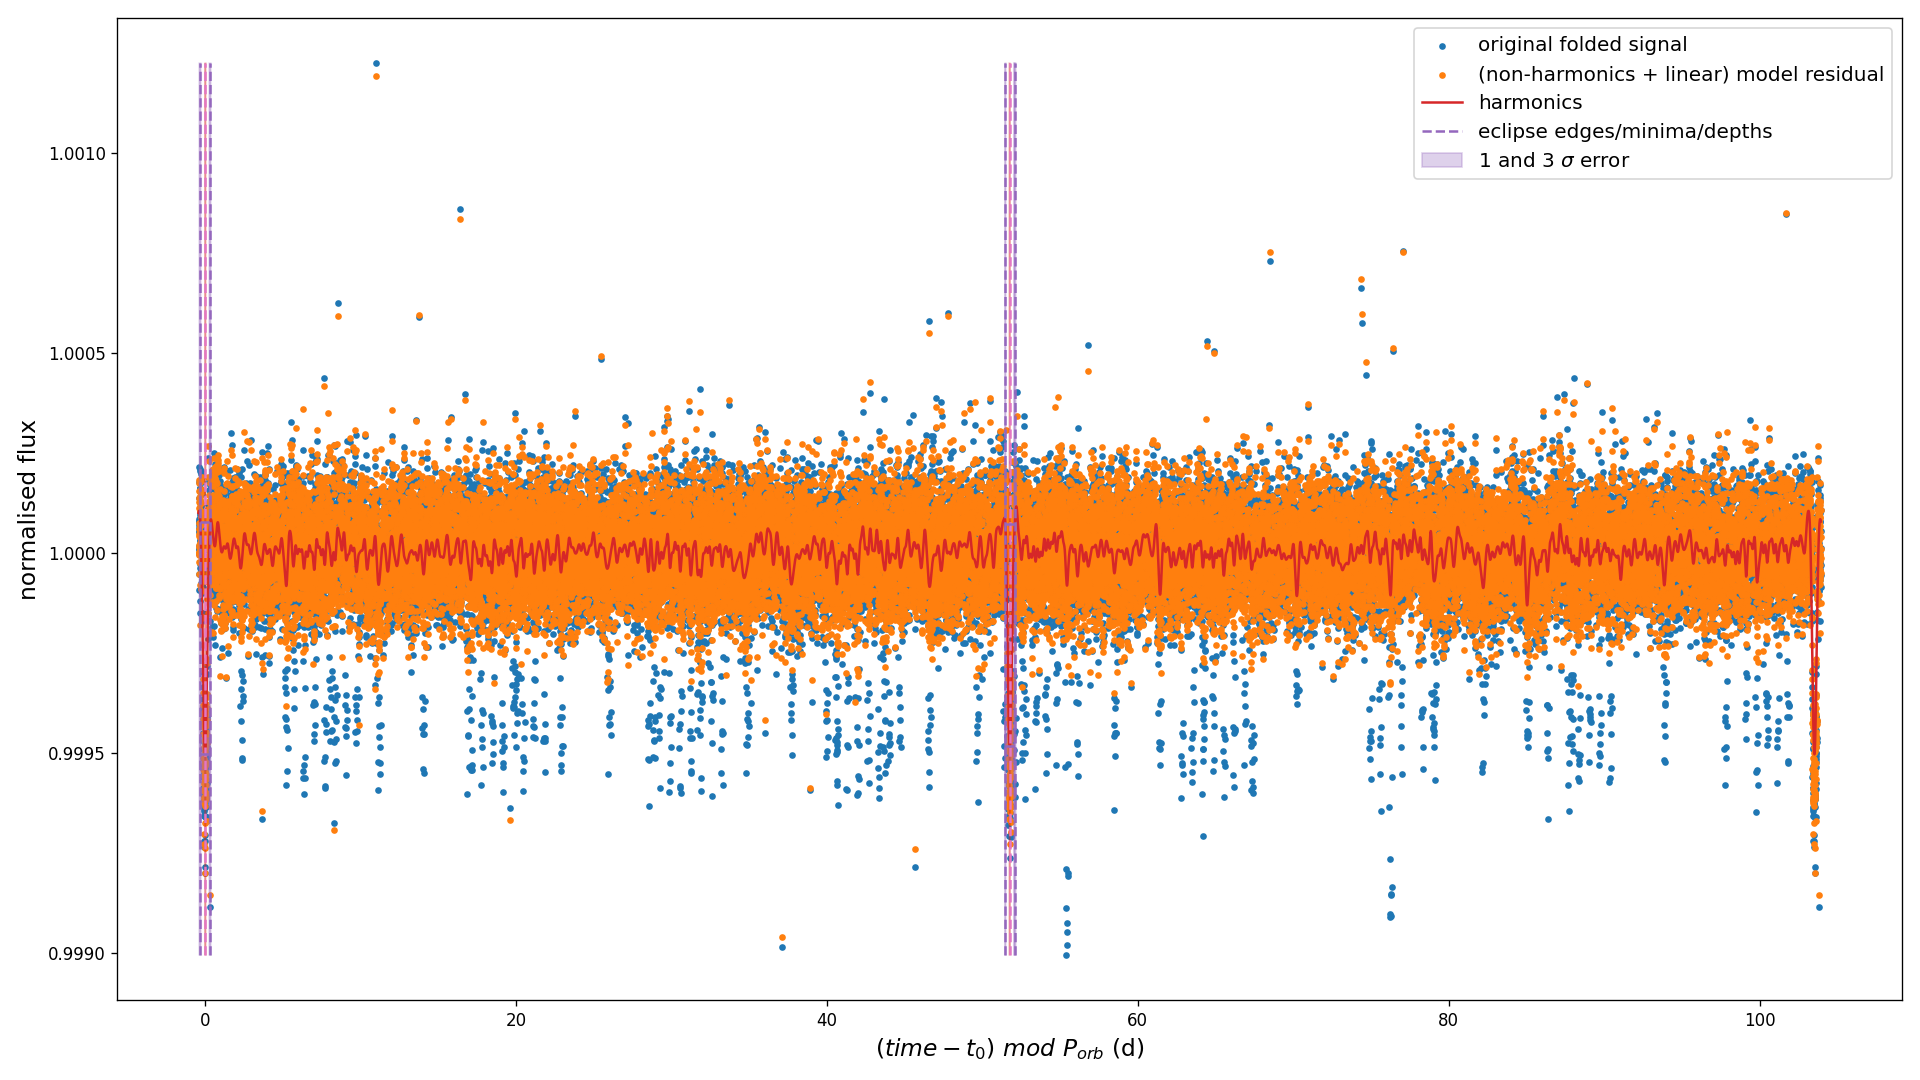 original folded signal
(non-harmonics + linear) model residual
harmonics
eclipse edges/minima/depths
1 and 3 σ error
normalised flux
1.0010
1.0005
1.0000
0.9995
0.9990
0 20 40 60 80 100
(time − t₀) mod Pₒᵣb (d)